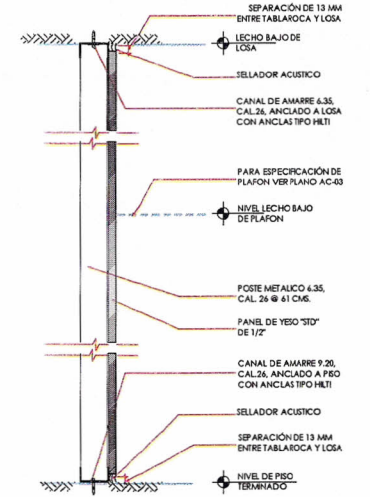 SEPARACIÓN DE 13 MM
ENTRE TABLAROCA Y LOSA
LECHO BAJO DE
LOSA
SELLADOR ACUSTICO
CANAL DE AMARRE 6.35,
CAL.26, ANCLADO A LOSA
CON ANCLAS TIPO HILTI
PARA ESPECIFICACIÓN DE
PLAFON VER PLANO AC-03
NIVEL LECHO BAJO
DE PLAFON
POSTE METALICO 6.35,
CAL. 26 @ 61 CMS.
PANEL DE YESO "STD"
DE 1/2"
CANAL DE AMARRE 9.20,
CAL.26, ANCLADO A PISO
CON ANCLAS TIPO HILTI
SELLADOR ACUSTICO
SEPARACIÓN DE 13 MM
ENTRE TABLAROCA Y LOSA
NIVEL DE PISO
TERMINADO